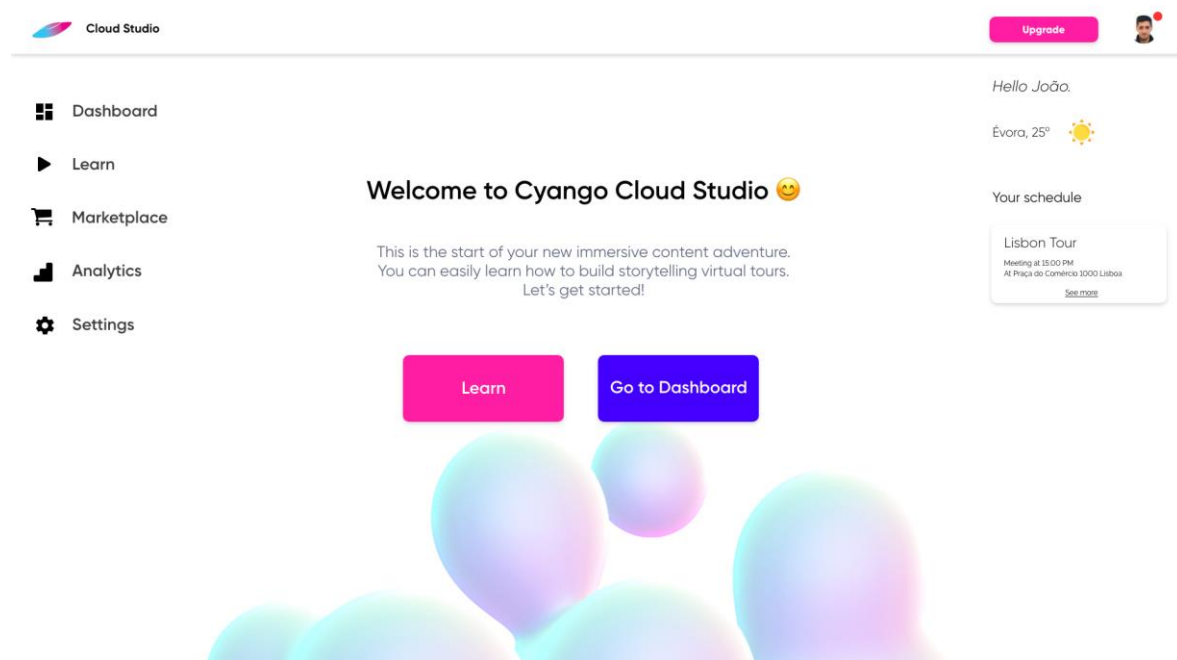 Cloud Studio
Upgrade
Dashboard
Learn
Marketplace
Analytics
Settings
Welcome to Cyango Cloud Studio 😊
This is the start of your new immersive content adventure.
You can easily learn how to build storytelling virtual tours.
Let's get started!
Learn
Go to Dashboard
Hello João.
Évora, 25º
Your schedule
Lisbon Tour
Meeting at 15:00 PM
At Praça do Comércio 1000 Lisboa
See more